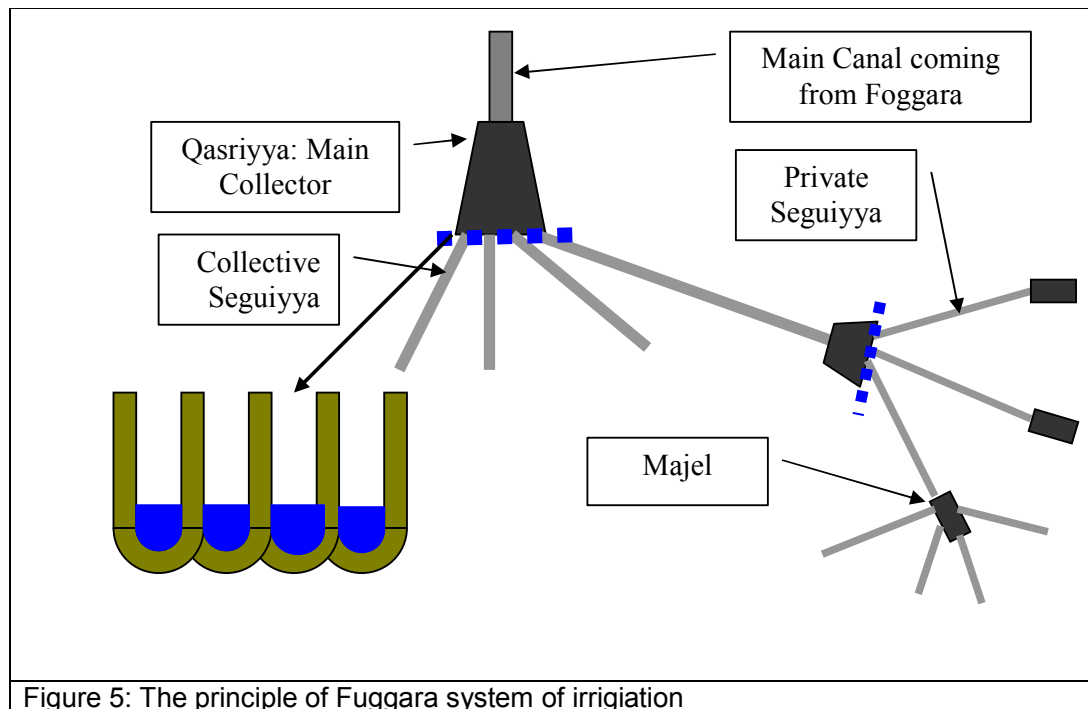 Main Canal coming
from Foggara
Qasriyya: Main
Collector
Private
Seguiyya
Collective
Seguiyya
Majel
Figure 5: The principle of Fuggara system of irrigiation